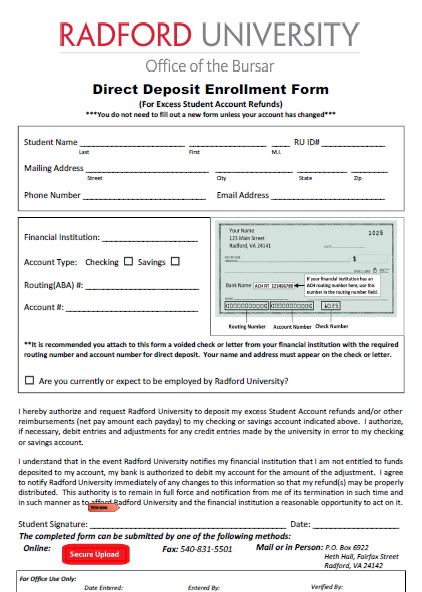 RADFORD UNIVERSITY
Office of the Bursar
Direct Deposit Enrollment Form
(For Excess Student Account Refunds)
***You do not need to fill out a new form unless your account has changed***
Student Name RU ID#
Last First M.I.
Mailing Address
Street City State Zip
Phone Number Email Address
Financial Institution:
Account Type: Checking Savings
Routing(ABA) #:
Account #:
Your Name 1025
123 Main Street
Radford, VA 24141
$
Bank Name ACH RT 123456789
If your financial institution has an
ACH routing number here, use this
number in the routing number field.
1025
Routing Number Account Number Check Number
**It is recommended you attach to this form a voided check or letter from your financial institution with the required
routing number and account number for direct deposit. Your name and address must appear on the check or letter.
Are you currently or expect to be employed by Radford University?
I hereby authorize and request Radford University to deposit my excess Student Account refunds and/or other
reimbursements (net pay amount each payday) to my checking or savings account indicated above. I authorize,
if necessary, debit entries and adjustments for any credit entries made by the university in error to my checking
or savings account.
I understand that in the event Radford University notifies my financial institution that I am not entitled to funds
deposited to my account, my bank is authorized to debit my account for the amount of the adjustment. I agree
to notify Radford University immediately of any changes to this information so that my refund(s) may be properly
distributed. This authority is to remain in full force and notification from me of its termination in such time and
in such manner as to afford Radford University and the financial institution a reasonable opportunity to act on it.
Student Signature: Date:
The completed form can be submitted by one of the following methods:
Online: Secure Upload Fax: 540-831-5501 Mail or in Person: P.O. Box 6922
Heth Hall, Fairfax Street
Radford, VA 24142
For Office Use Only:
Date Entered: Entered By: Verified By: